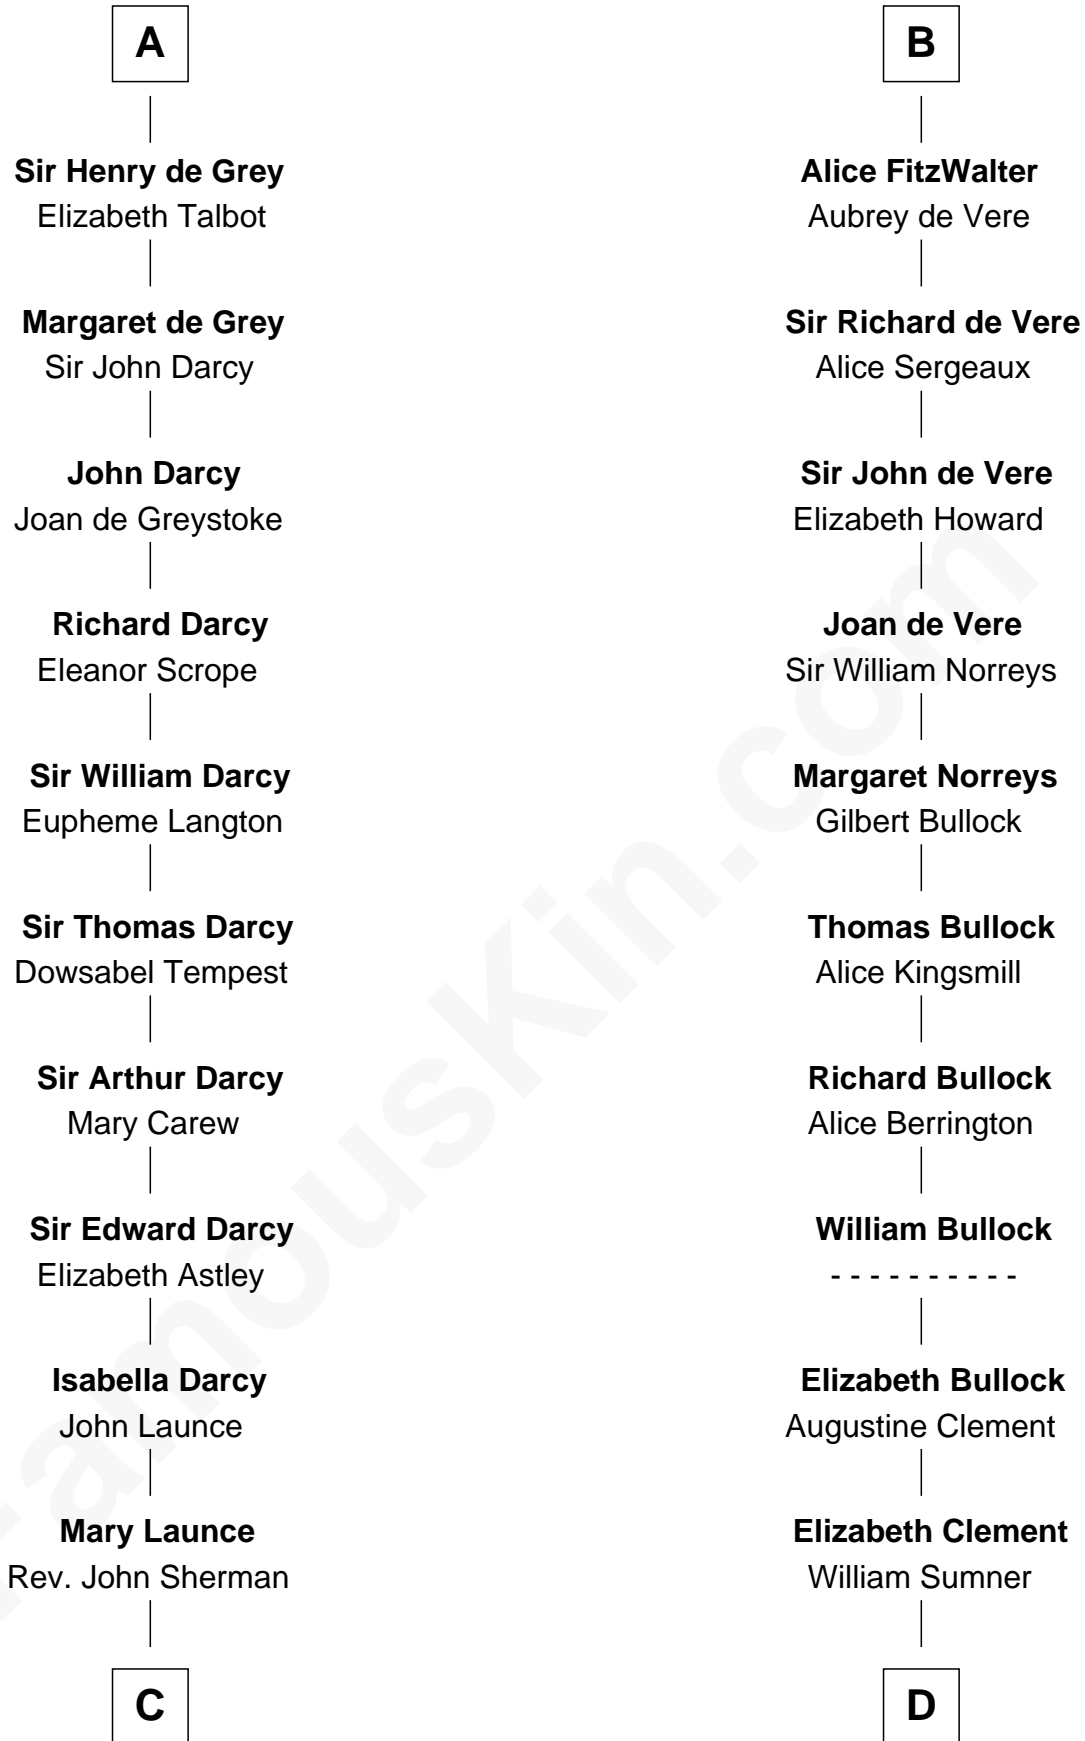 A
Sir Henry de Grey
Elizabeth Talbot
Margaret de Grey
Sir John Darcy
John Darcy
Joan de Greystoke
Richard Darcy
Eleanor Scrope
Sir William Darcy
Eupheme Langton
Sir Thomas Darcy
Dowsabel Tempest
Sir Arthur Darcy
Mary Carew
Sir Edward Darcy
Elizabeth Astley
Isabella Darcy
John Launce
Mary Launce
Rev. John Sherman
C
B
Alice FitzWalter
Aubrey de Vere
Sir Richard de Vere
Alice Sergeaux
Sir John de Vere
Elizabeth Howard
Joan de Vere
Sir William Norreys
Margaret Norreys
Gilbert Bullock
Thomas Bullock
Alice Kingsmill
Richard Bullock
Alice Berrington
William Bullock
- - - - - - - - - -
Elizabeth Bullock
Augustine Clement
Elizabeth Clement
William Sumner
D
FamousKin.com